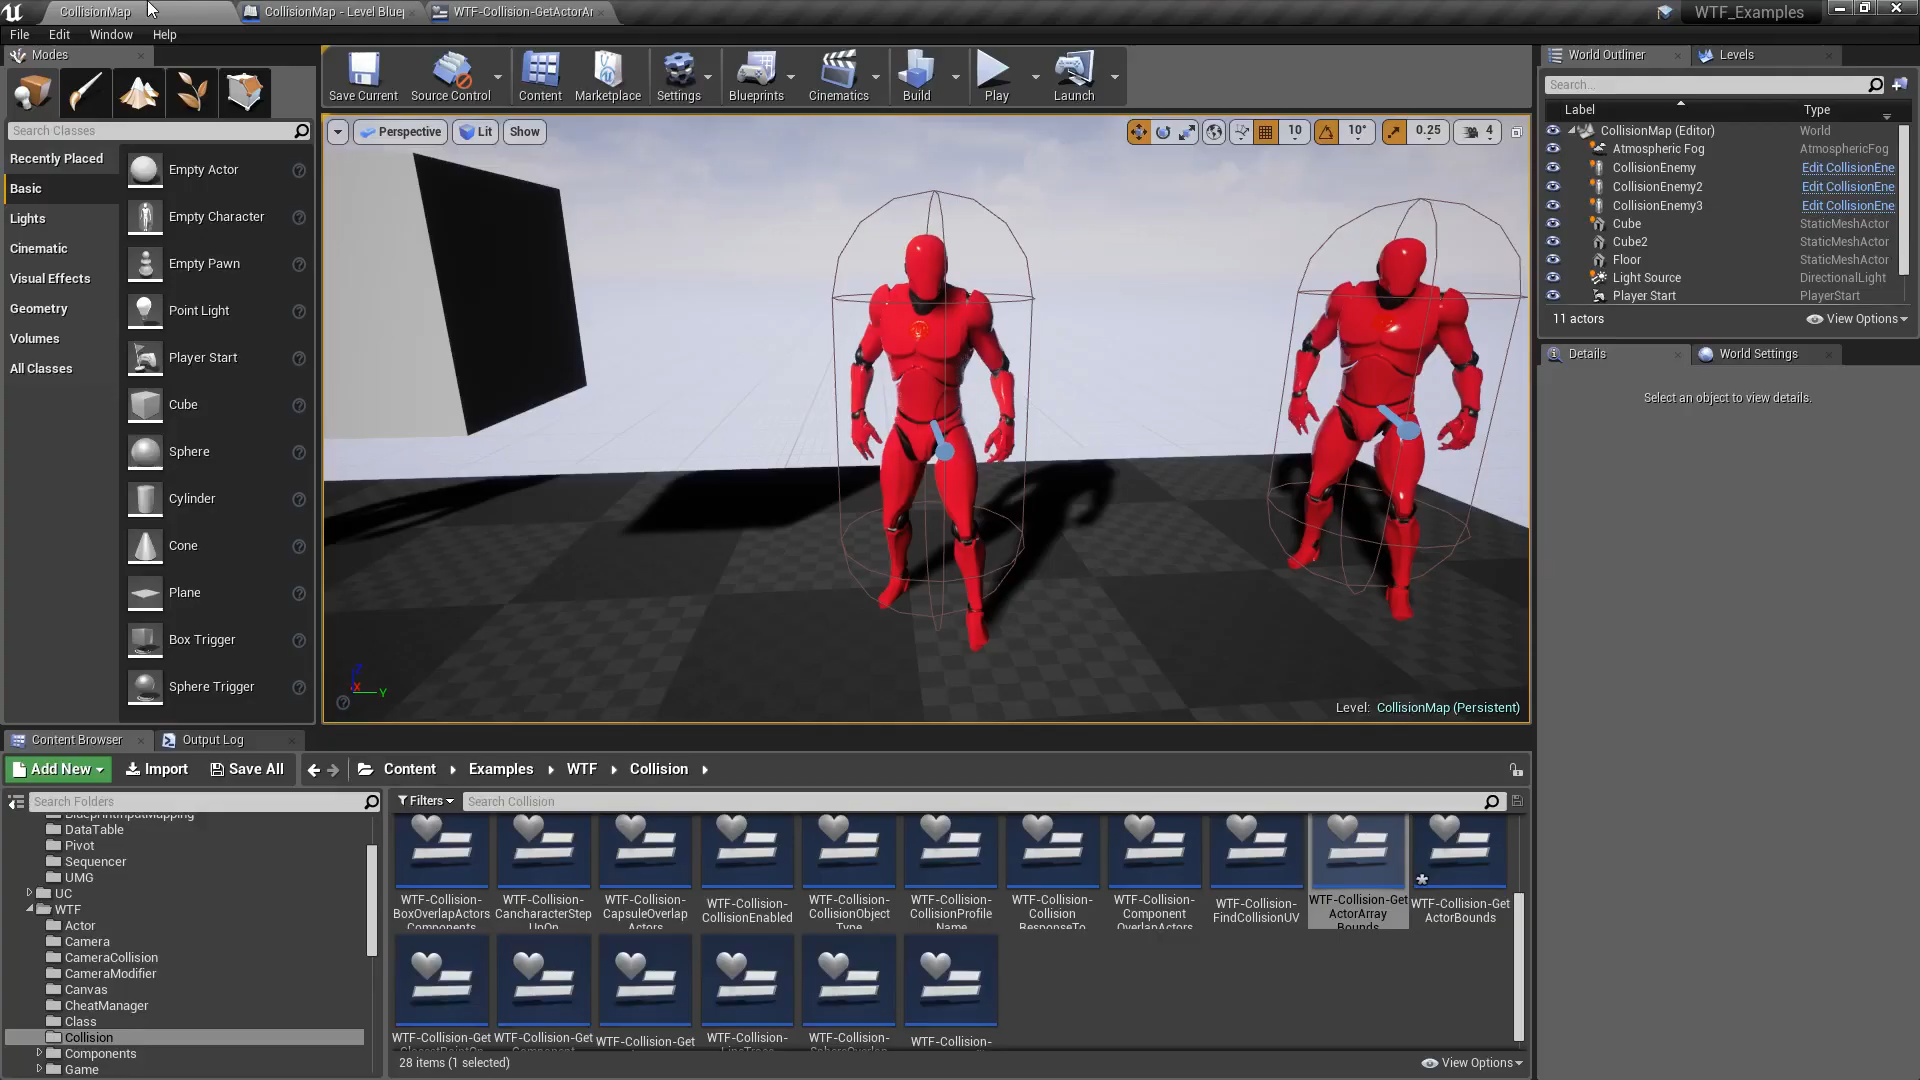 CollisionMap
CollisionMap - Level Bluep
WTF-Collision-GetActorAr
WTF_Examples
File Edit Window Help
Modes
Search Classes
Recently Placed
Basic
Lights
Cinematic
Visual Effects
Geometry
Volumes
All Classes
Empty Actor
Empty Character
Empty Pawn
Point Light
Player Start
Cube
Sphere
Cylinder
Cone
Plane
Box Trigger
Sphere Trigger
Save Current
Source Control
Content
Marketplace
Settings
Blueprints
Cinematics
Build
Play
Launch
Perspective
Lit
Show
10
10°
0.25
4
X
Y
Level: CollisionMap (Persistent)
World Outliner
Levels
Search...
Label Type
CollisionMap (Editor) World
Atmospheric Fog AtmosphericFog
CollisionEnemy Edit CollisionEne
CollisionEnemy2 Edit CollisionEne
CollisionEnemy3 Edit CollisionEne
Cube StaticMeshActor
Cube2 StaticMeshActor
Floor StaticMeshActor
Light Source DirectionalLight
Player Start PlayerStart
11 actors
View Options
Details
World Settings
Select an object to view details.
Content Browser
Output Log
Add New
Import
Save All
Content
Examples
WTF
Collision
Search Folders
DataTable
Pivot
Sequencer
UMG
UC
WTF
Actor
Camera
CameraCollision
CameraModifier
Canvas
CheatManager
Class
Collision
Components
Game
Filters
Search Collision
WTF-Collision-
BoxOverlapActors
Components
WTF-Collision-
CancharacterStep
UpOn
WTF-Collision-
CapsuleOverlap
Actors
WTF-Collision-
CollisionEnabled
WTF-Collision-
CollisionObject
Type
WTF-Collision-
CollisionProfile
Name
WTF-Collision-
Collision
ResponseTo
WTF-Collision-
Component
OverlapActors
WTF-Collision-
FindCollisionUV
WTF-Collision-Get
ActorArray
Bounds
WTF-Collision-Get
ActorBounds
WTF-Collision-Get
WTF-Collision-Get
WTF-Collision-Get
WTF-Collision-
WTF-Collision-
WTF-Collision-
28 items (1 selected)
View Options